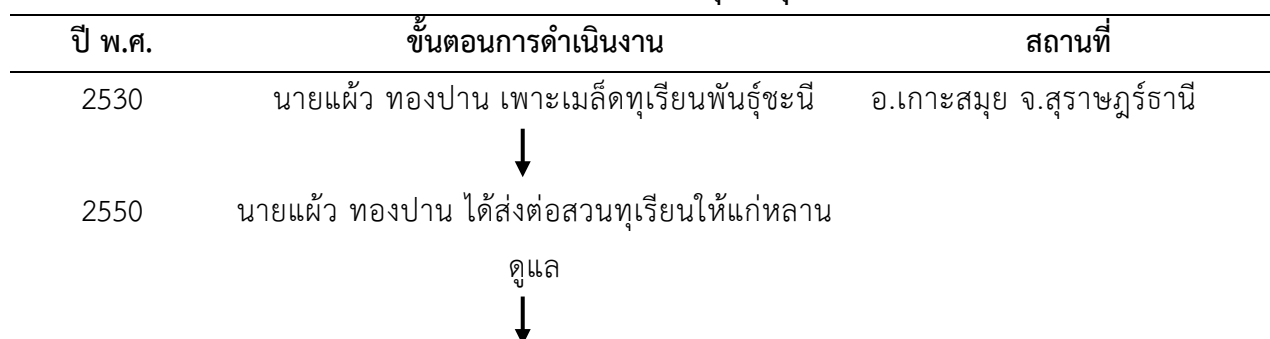 ปี พ.ศ. ขั้นตอนการดำเนินงาน สถานที่
2530 นายแผ้ว ทองปาน เพาะเมล็ดทุเรียนพันธุ์ชะนี อ.เกาะสมุย จ.สุราษฎร์ธานี
2550 นายแผ้ว ทองปาน ได้ส่งต่อสวนทุเรียนให้แก่หลาน
ดูแล